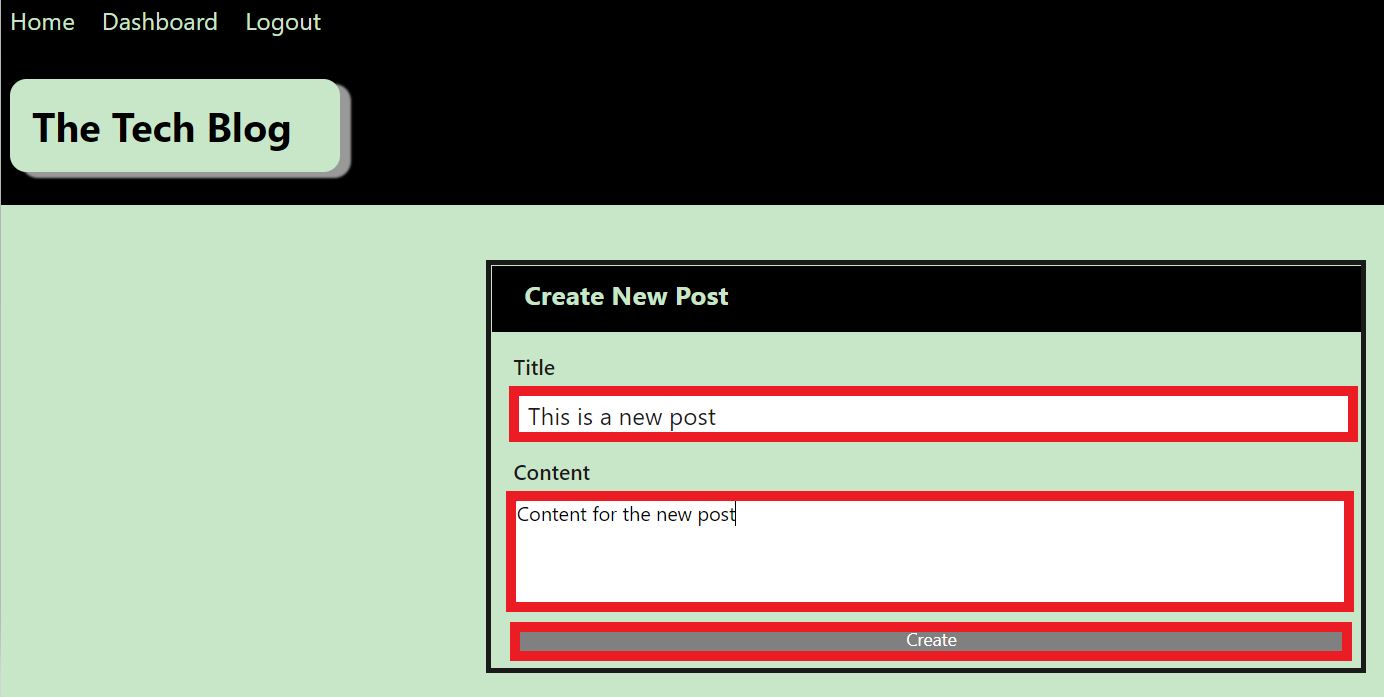 Home Dashboard Logout
The Tech Blog
Create New Post
Title
This is a new post
Content
Content for the new post
Create